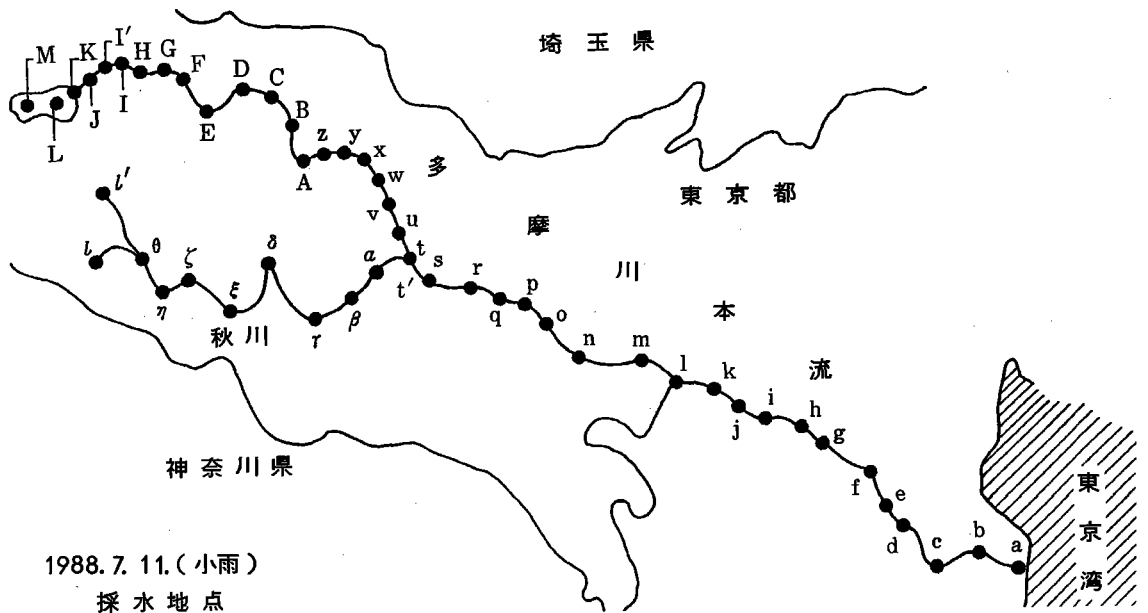 埼玉県
東京都
多摩川本流
秋川
神奈川県
東京湾
M
K
I'
H
G
F
D
C
B
L
J
I
E
A
z
y
x
w
v
u
t
t'
s
r
q
p
o
n
m
l
k
j
i
h
g
f
e
d
c
b
a
α
β
γ
δ
ξ
ζ
η
θ
ι
ι'
1988.7.11.(小雨)
採水地点